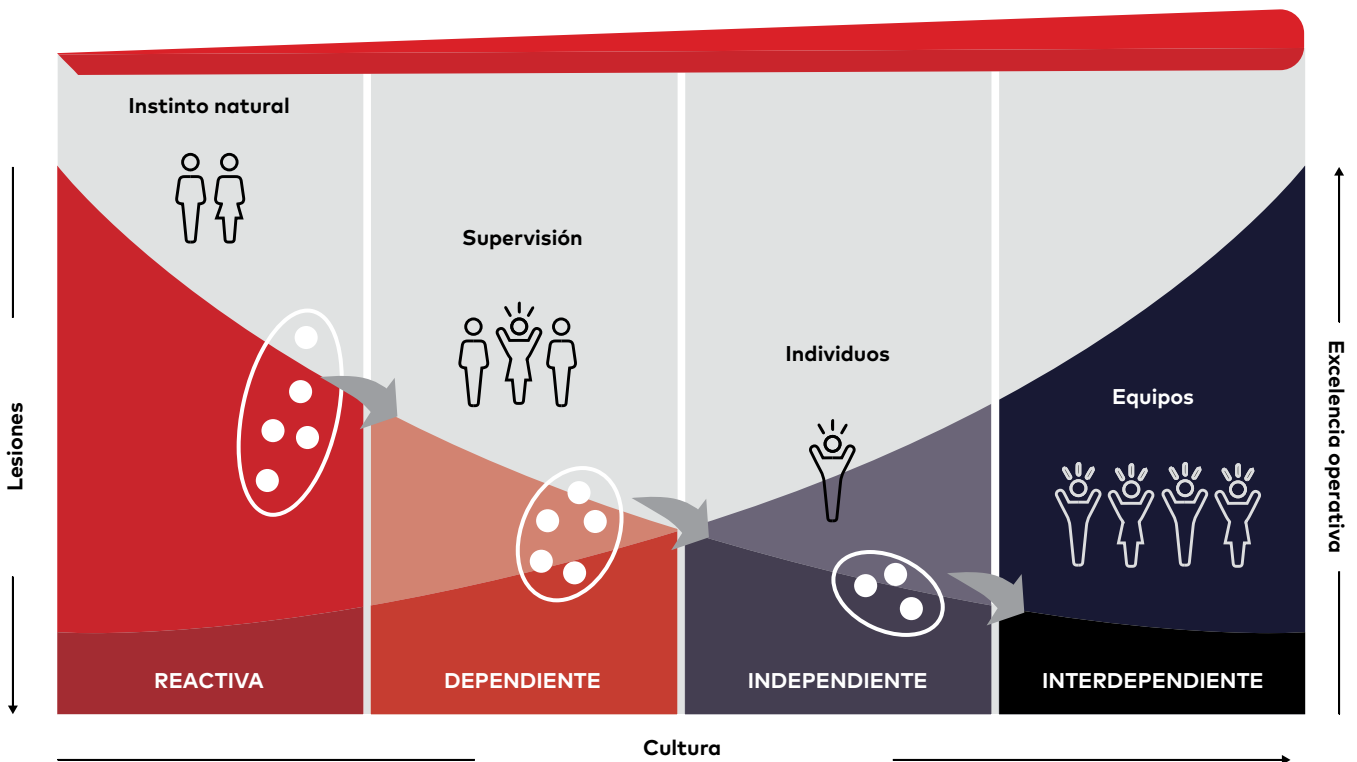 Instinto natural
Supervisión
Individuos
Equipos
Lesiones
Excelencia operativa
REACTIVA
DEPENDIENTE
INDEPENDIENTE
INTERDEPENDIENTE
Cultura